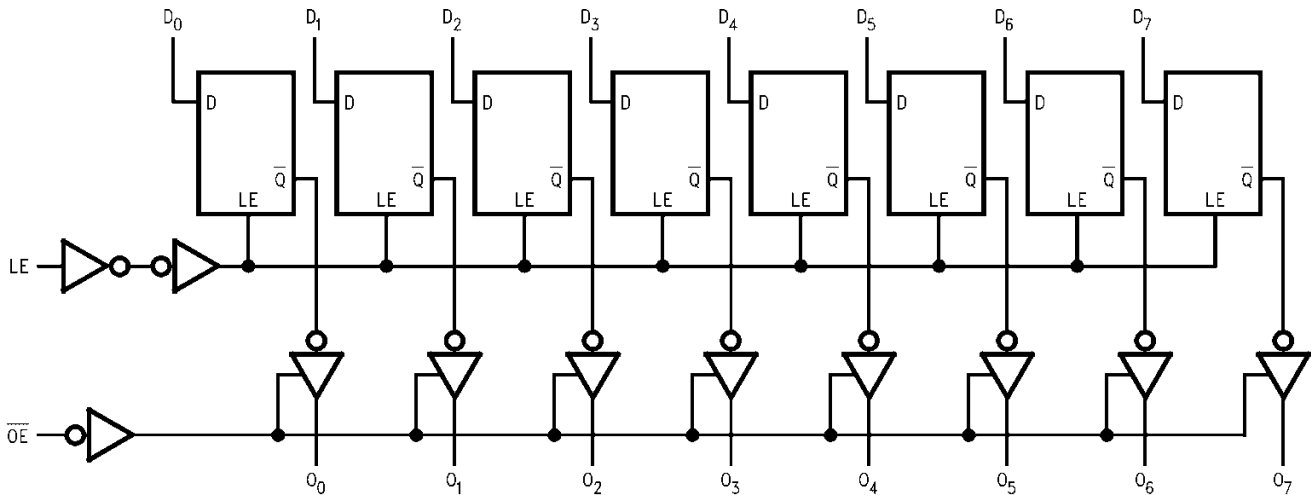 D₀ D₁ D₂ D₃ D₄ D₅ D₆ D₇
D D D D D D D D
Q̅ Q̅ Q̅ Q̅ Q̅ Q̅ Q̅ Q̅
LE LE LE LE LE LE LE LE
LE
O̅E̅
O₀ O₁ O₂ O₃ O₄ O₅ O₆ O₇